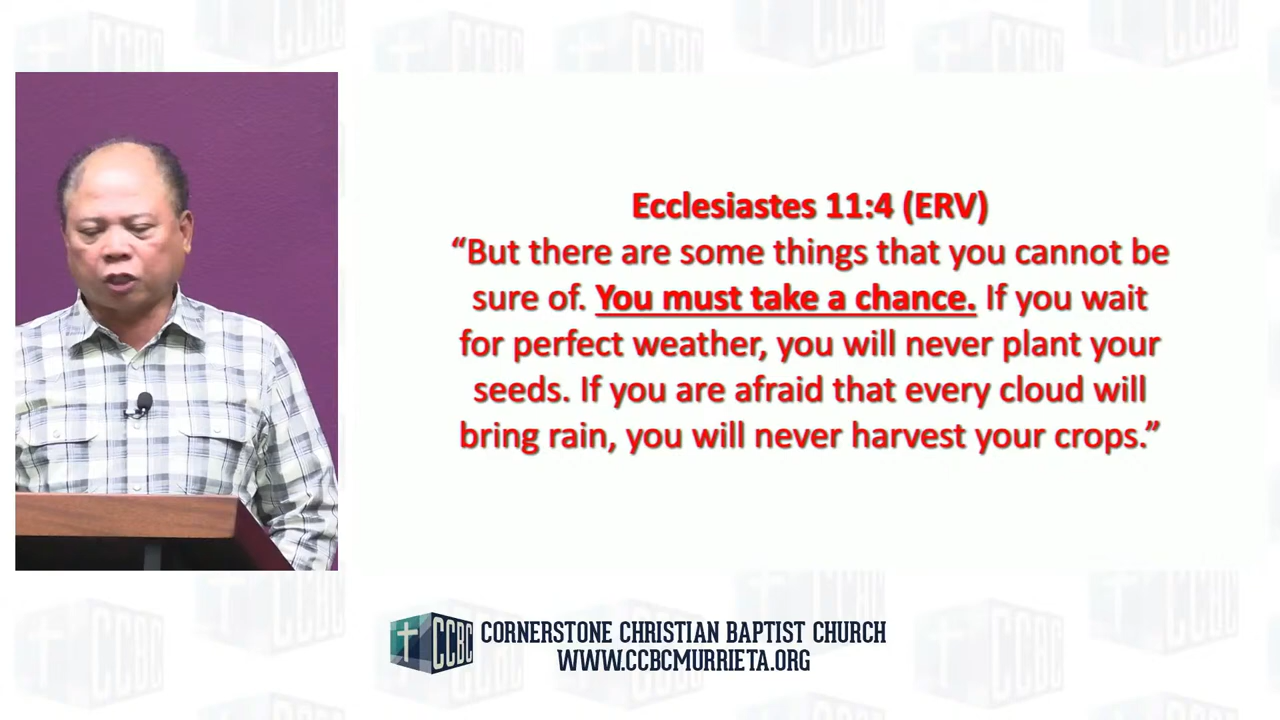 Ecclesiastes 11:4 (ERV)
“But there are some things that you cannot be
sure of. You must take a chance. If you wait
for perfect weather, you will never plant your
seeds. If you are afraid that every cloud will
bring rain, you will never harvest your crops.”
CCBC CORNERSTONE CHRISTIAN BAPTIST CHURCH
WWW.CCBCMURRIETA.ORG